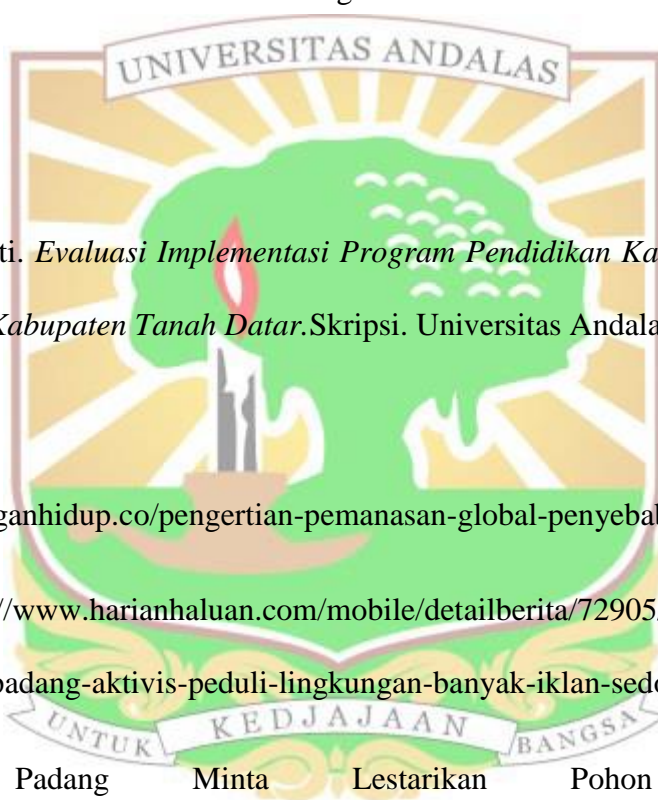 UNIVERSITAS ANDALAS
ti. Evaluasi Implementasi Program Pendidikan Ka
Kabupaten Tanah Datar.Skripsi. Universitas Andala
ganhidup.co/pengertian-pemanasan-global-penyebab
//www.harianhaluan.com/mobile/detailberita/72905
padang-aktivis-peduli-lingkungan-banyak-iklan-sedo
UNTUK KEDJAJAAN BANGSA
Padang Minta Lestarikan Pohon